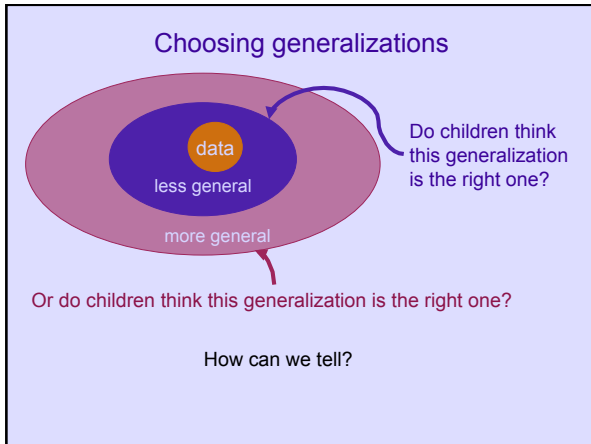 Choosing generalizations
data
less general
more general
Do children think
this generalization
is the right one?
Or do children think this generalization is the right one?
How can we tell?